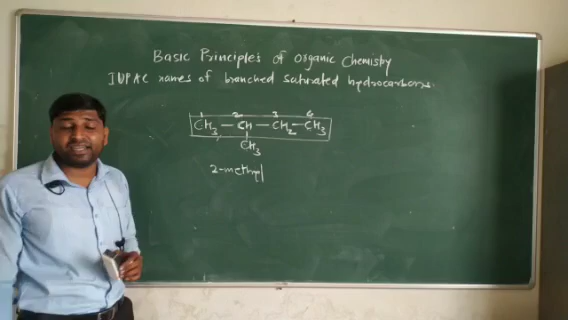 Basic Principles of Organic Chemistry
IUPAC names of branched saturated hydrocarbons.
1 2 3 4
CH₃ — CH — CH₂ — CH₃
CH₃
2-methyl